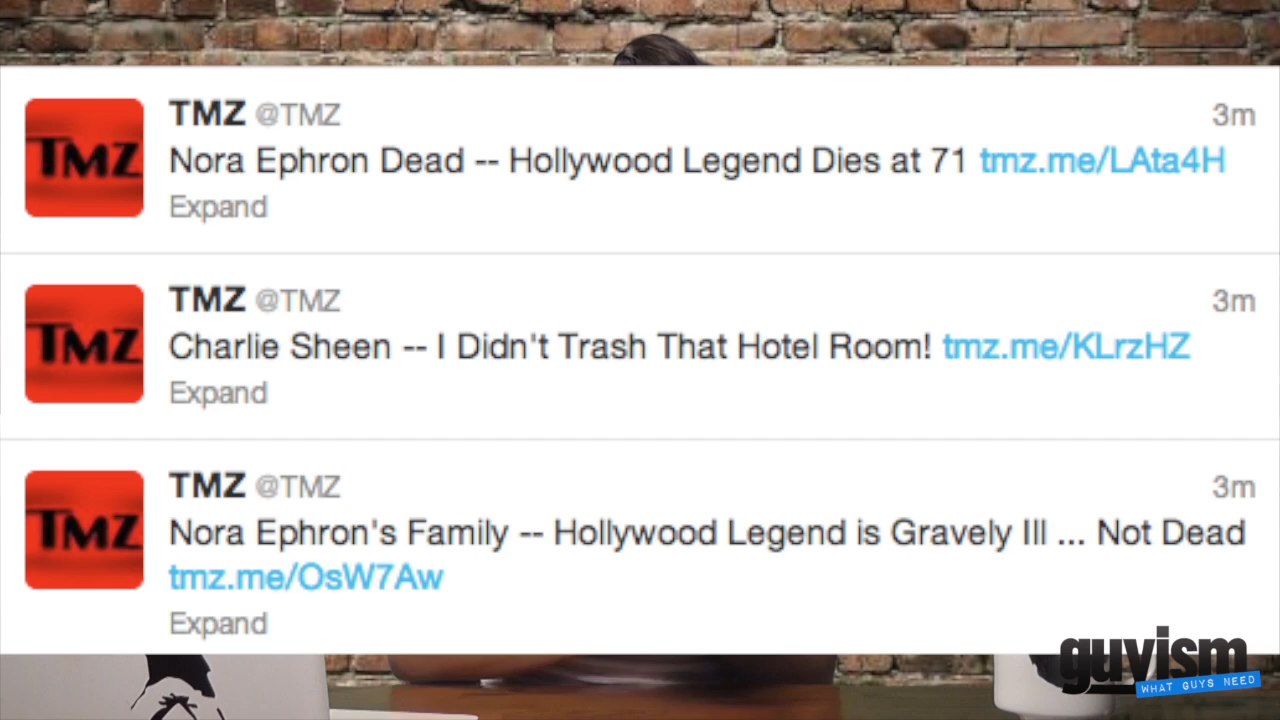 TMZ
TMZ @TMZ 3m
Nora Ephron Dead -- Hollywood Legend Dies at 71 tmz.me/LAta4H
Expand
TMZ
TMZ @TMZ 3m
Charlie Sheen -- I Didn't Trash That Hotel Room! tmz.me/KLrzHZ
Expand
TMZ
TMZ @TMZ 3m
Nora Ephron's Family -- Hollywood Legend is Gravely Ill ... Not Dead
tmz.me/OsW7Aw
Expand
guyism
WHAT GUYS NEED